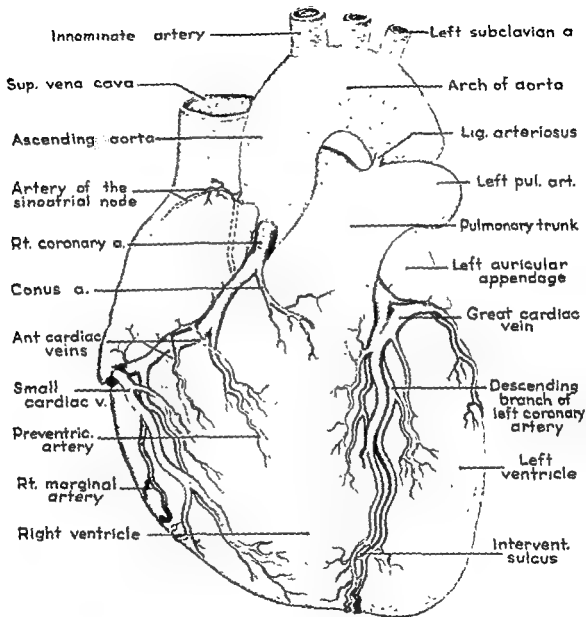 Innominate artery
Sup. vena cava
Ascending aorta
Artery of the
sinoatrial node
Rt. coronary a.
Conus a.
Ant cardiac
veins
Small
cardiac v.
Preventric.
artery
Rt. marginal
artery
Right ventricle
Left subclavian a
Arch of aorta
Lig. arteriosus
Left pul. art.
Pulmonary trunk
Left auricular
appendage
Great cardiac
vein
Descending
branch of
left coronary
artery
Left
ventricle
Intervent.
sulcus